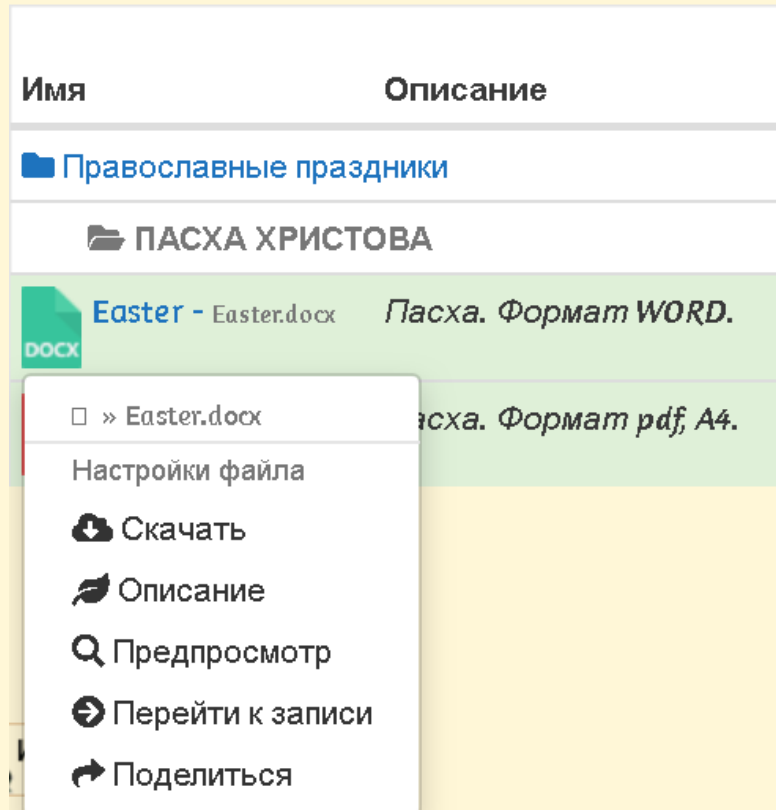 Имя Описание
Православные праздники
ПАСХА ХРИСТОВА
Easter - Easter.docx Пасха. Формат WORD.
DOCX
» Easter.docx
асха. Формат pdf, A4.
Настройки файла
Скачать
Описание
Предпросмотр
Перейти к записи
Поделиться